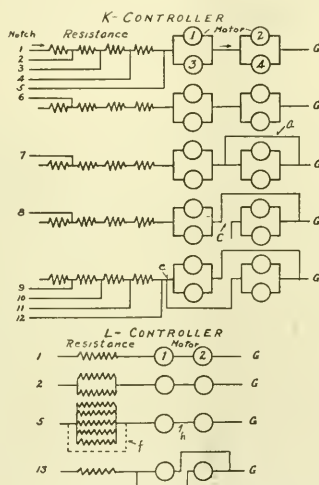 K- CONTROLLER
Notch Resistance Motor
1 1 2 G
2
3 3 4
4
5
6 G
a
7 G
8 G
C
e
G
9
10
11
12
L- CONTROLLER
Resistance Motor
1 1 2 G
2 G
5 G
f h
13 G